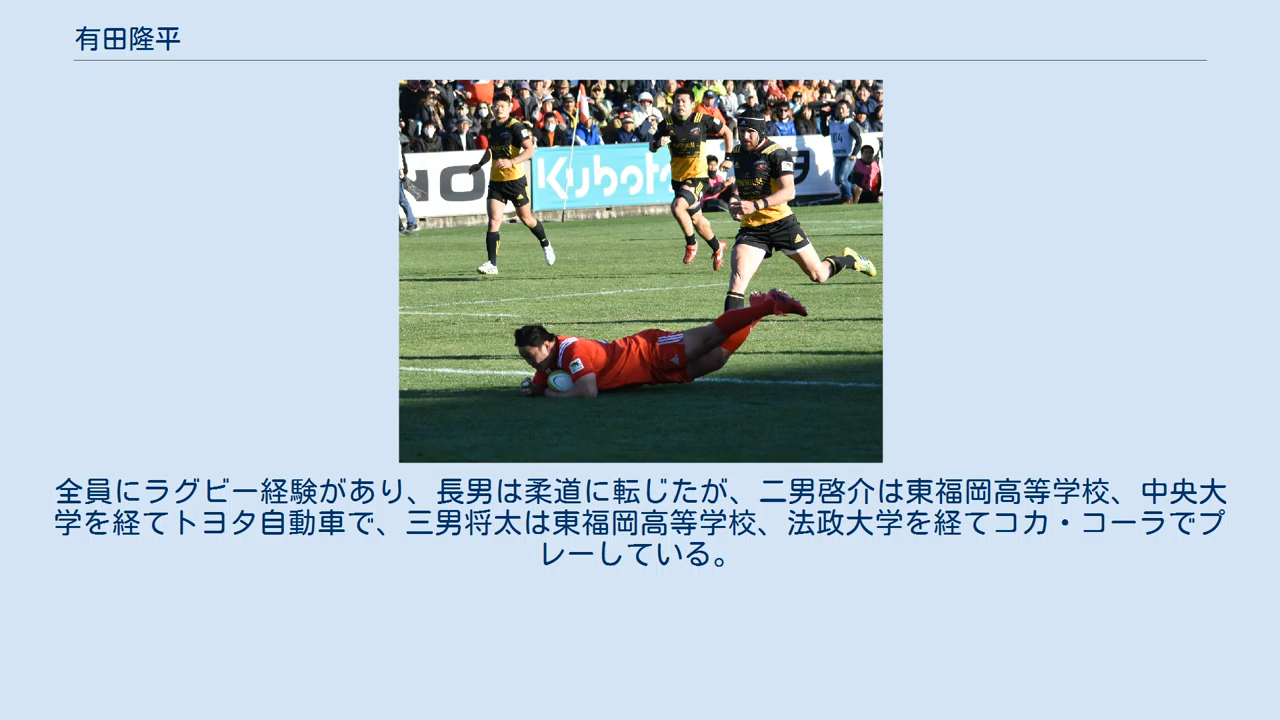 有田隆平
Kubota
04
全員にラグビー経験があり、長男は柔道に転じたが、二男啓介は東福岡高等学校、中央大
学を経てトヨタ自動車で、三男将太は東福岡高等学校、法政大学を経てコカ・コーラでプ
レーしている。